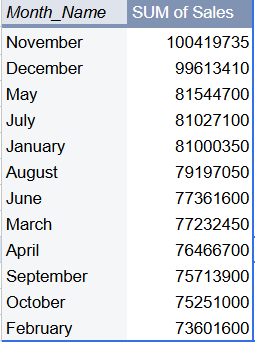 Month_Name SUM of Sales
November 100419735
December 99613410
May 81544700
July 81027100
January 81000350
August 79197050
June 77361600
March 77232450
April 76466700
September 75713900
October 75251000
February 73601600